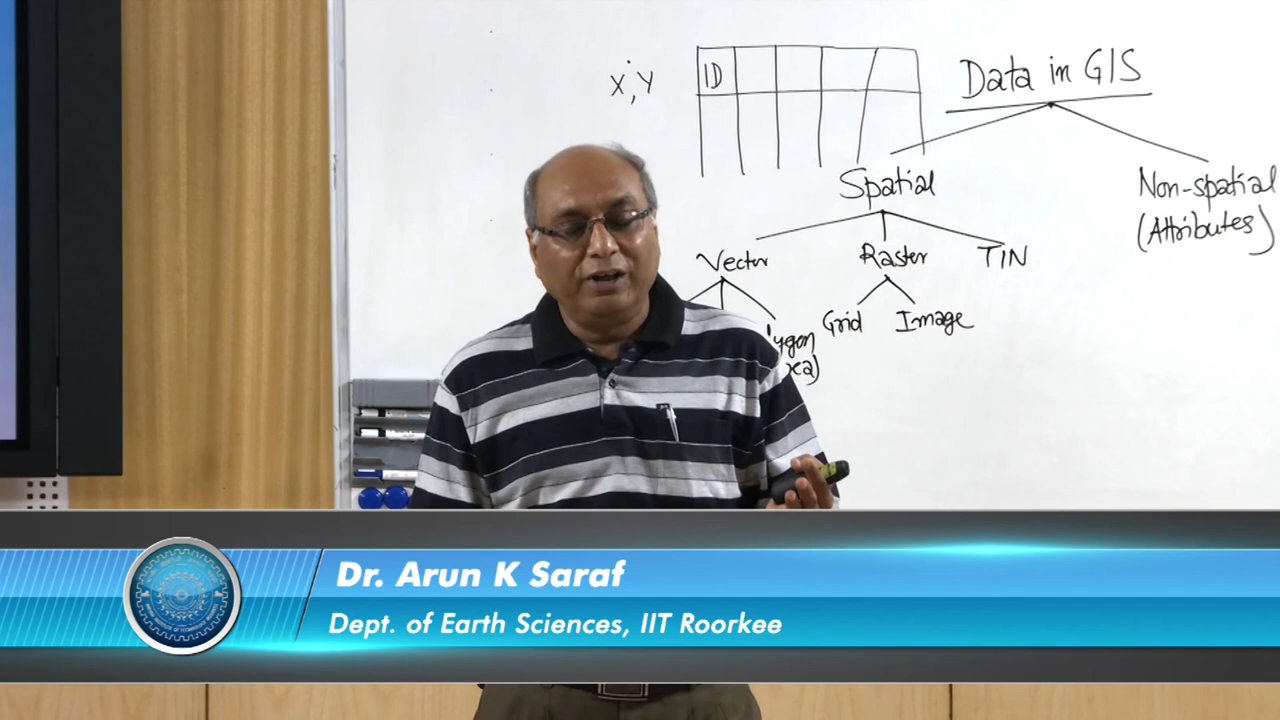 x,y
ID
Data in GIS
Spatial
Non-spatial
(Attributes)
Vector
Raster
TIN
Grid
Image
ygon
Dr. Arun K Saraf
Dept. of Earth Sciences, IIT Roorkee